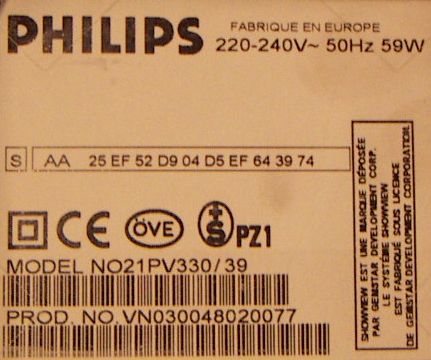 PHILIPS
FABRIQUE EN EUROPE
220-240V~ 50Hz 59W
S AA 25 EF 52 D9 04 D5 EF 64 39 74
CE ÖVE +S PZ1
MODEL NO21PV330/39
PROD. NO.VN030048020077
SHOWVIEW EST UNE MARQUE DÉPOSÉE
PAR GEMSTAR DEVELOPMENT CORP.
LE SYSTÈME SHOWVIEW
EST FABRIQUÉ SOUS LICENCE
DE GEMSTAR DEVELOPMENT CORPORATION.